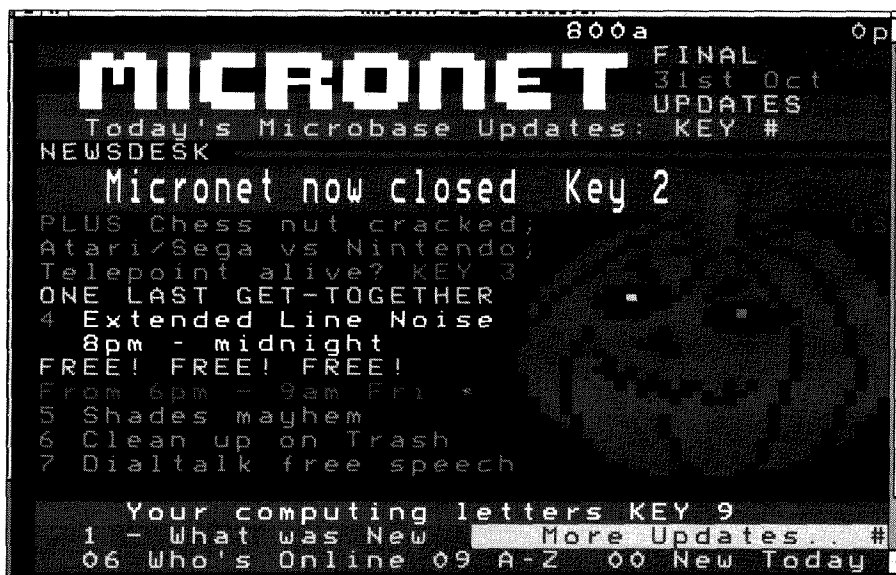 800a 0p
MICRONET FINAL
31st Oct
UPDATES
Today's Microbase Updates: KEY #
NEWSDESK
Micronet now closed Key 2
PLUS Chess nut cracked,
Atari/Sega vs Nintendo,
Telepoint alive? KEY 3
ONE LAST GET-TOGETHER
4 Extended Line Noise
8pm - midnight
FREE! FREE! FREE!
From 6pm - 9am Fri
5 Shades mayhem
6 Clean up on Trash
7 Dialtalk free speech
Your computing letters KEY 9
1 - What was New More Updates.. #
06 Who's Online 09 A-Z 00 New Today